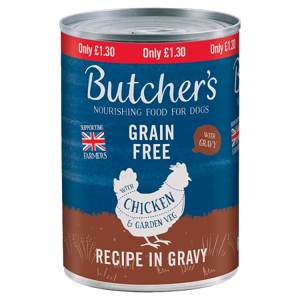 Only £1.30 Only £1.30 Only £1.30
Butcher's
NOURISHING FOOD FOR DOGS
SUPPORTING
FARMERS
GRAIN
FREE
WITH
GRAVY
WITH
CHICKEN
& GARDEN VEG
RECIPE IN GRAVY